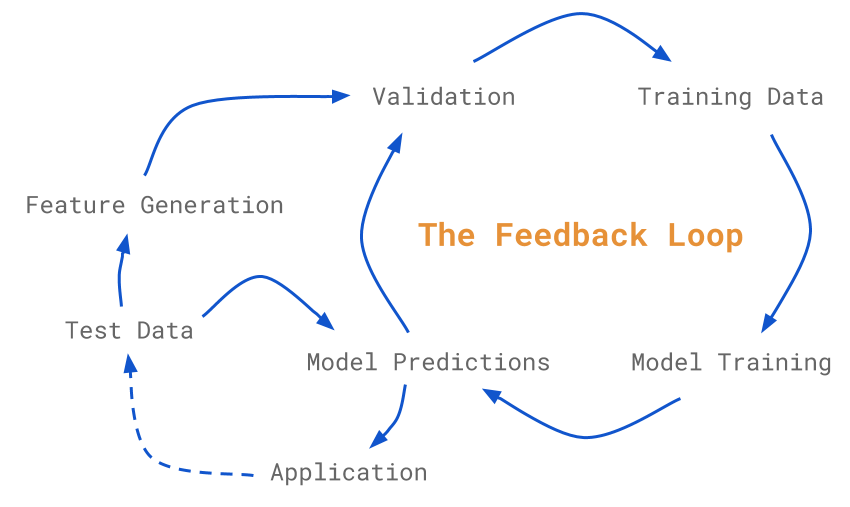 Validation
Training Data
Feature Generation
The Feedback Loop
Test Data
Model Predictions
Model Training
Application